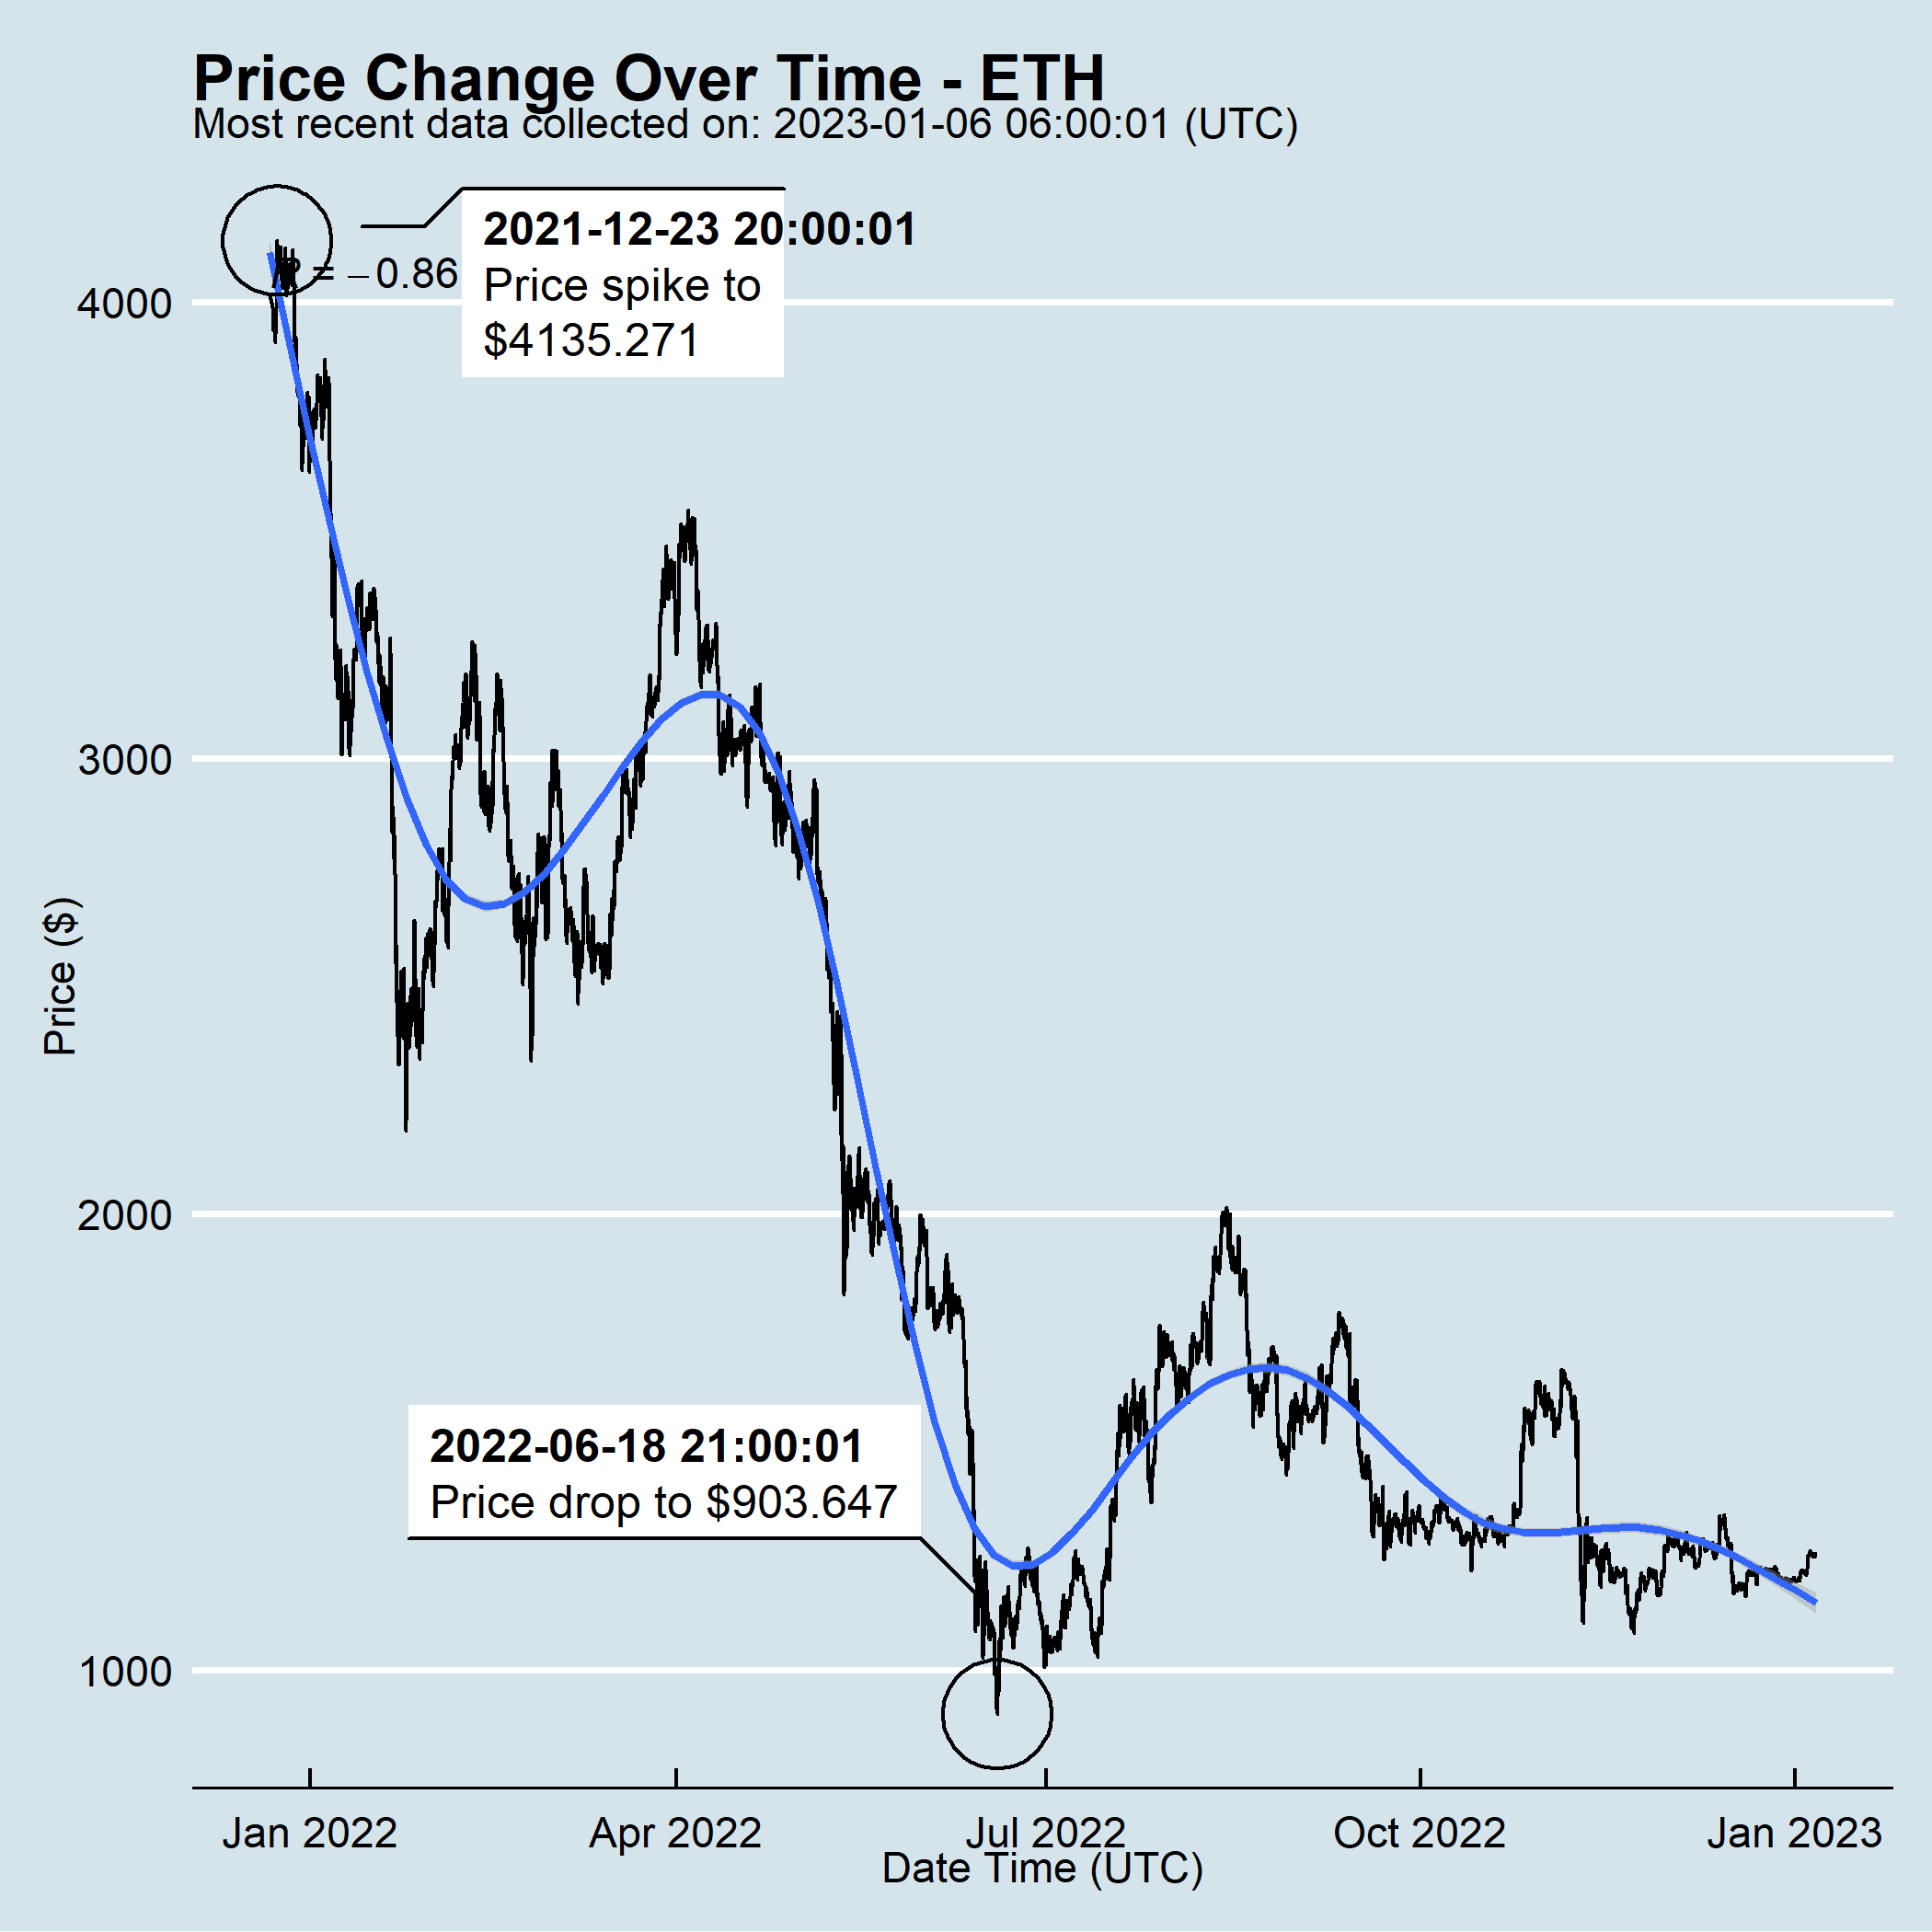 Price Change Over Time - ETH
Most recent data collected on: 2023-01-06 06:00:01 (UTC)
2021-12-23 20:00:01
Price spike to
$4135.271
= −0.86
4000
3000
2000
1000
Price ($)
2022-06-18 21:00:01
Price drop to $903.647
Jan 2022
Apr 2022
Jul 2022
Oct 2022
Jan 2023
Date Time (UTC)